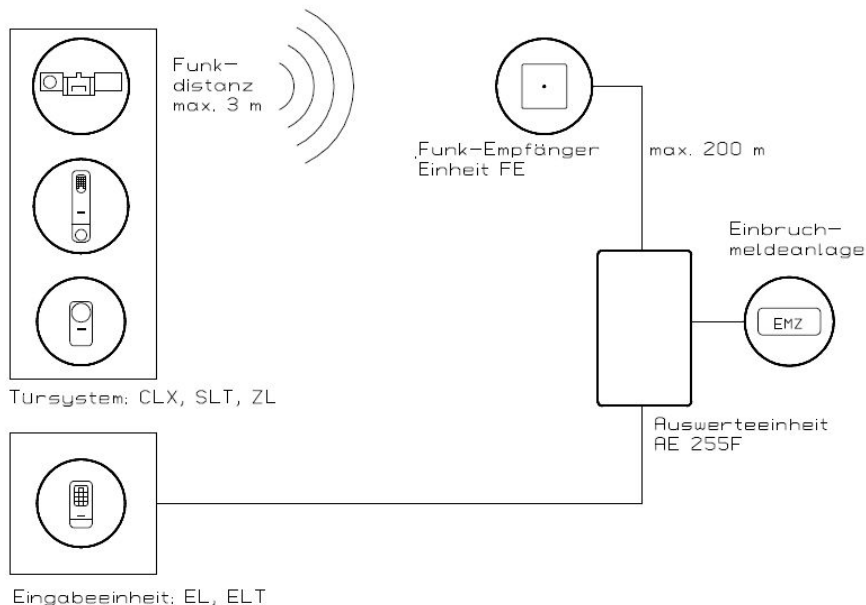 Funk-
distanz
max. 3 m
Funk-Empfänger
Einheit FE
max. 200 m
Einbruch-
meldeanlage
EMZ
Türsystem: CLX, SLT, ZL
Auswerteeinheit
AE 255F
Eingabeeinheit: EL, ELT